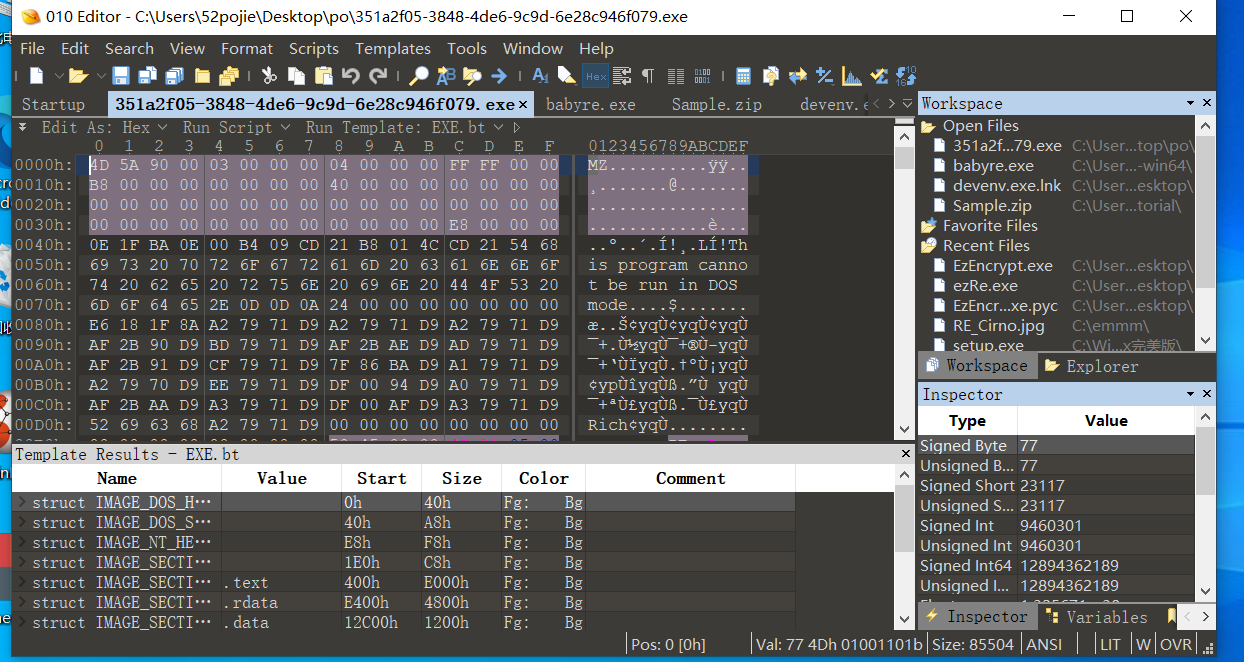 010 Editor - C:\Users\52pojie\Desktop\po\351a2f05-3848-4de6-9c9d-6e28c946f079.exe
File Edit Search View Format Scripts Templates Tools Window Help
Startup 351a2f05-3848-4de6-9c9d-6e28c946f079.exe× babyre.exe Sample.zip devenv.e
Edit As: Hex Run Script Run Template: EXE.bt
0 1 2 3 4 5 6 7 8 9 A B C D E F 0123456789ABCDEF
0000h: 4D 5A 90 00 03 00 00 00 04 00 00 00 FF FF 00 00 MZ..........ÿÿ..
0010h: B8 00 00 00 00 00 00 00 40 00 00 00 00 00 00 00 ¸.......@.......
0020h: 00 00 00 00 00 00 00 00 00 00 00 00 00 00 00 00 ................
0030h: 00 00 00 00 00 00 00 00 00 00 00 00 E8 00 00 00 ............è...
0040h: 0E 1F BA 0E 00 B4 09 CD 21 B8 01 4C CD 21 54 68 ..º..´.Í!¸.LÍ!Th
0050h: 69 73 20 70 72 6F 67 72 61 6D 20 63 61 6E 6E 6F is program canno
0060h: 74 20 62 65 20 72 75 6E 20 69 6E 20 44 4F 53 20 t be run in DOS
0070h: 6D 6F 64 65 2E 0D 0D 0A 24 00 00 00 00 00 00 00 mode....$.......
0080h: E6 18 1F 8A A2 79 71 D9 A2 79 71 D9 A2 79 71 D9 æ..Š¢yqÙ¢yqÙ¢yqÙ
0090h: AF 2B 90 D9 BD 79 71 D9 AF 2B AE D9 AD 79 71 D9 ¯+.Ù½yqÙ¯+®Ù-yqÙ
00A0h: AF 2B 91 D9 CF 79 71 D9 7F 86 BA D9 A1 79 71 D9 ¯+‘ÙÏyqÙ.†ºÙ¡yqÙ
00B0h: A2 79 70 D9 EE 79 71 D9 DF 00 94 D9 A0 79 71 D9 ¢ypÙîyqÙß.”Ù yqÙ
00C0h: AF 2B AA D9 A3 79 71 D9 DF 00 AF D9 A3 79 71 D9 ¯+ªÙ£yqÙß.¯Ù£yqÙ
00D0h: 52 69 63 68 A2 79 71 D9 00 00 00 00 00 00 00 00 Rich¢yqÙ........
Template Results - EXE.bt
Name Value Start Size Color Comment
struct IMAGE_DOS_H··· 0h 40h Fg: Bg
struct IMAGE_DOS_S··· 40h A8h Fg: Bg
struct IMAGE_NT_HE··· E8h F8h Fg: Bg
struct IMAGE_SECTI··· 1E0h C8h Fg: Bg
struct IMAGE_SECTI··· .text 400h E000h Fg: Bg
struct IMAGE_SECTI··· .rdata E400h 4800h Fg: Bg
struct IMAGE_SECTI··· .data 12C00h 1200h Fg: Bg
Workspace
Open Files
351a2f...79.exe C:\User...top\po\
babyre.exe C:\User...-win64\
devenv.exe.lnk C:\User...esktop\
Sample.zip C:\User...torial\
Favorite Files
Recent Files
EzEncrypt.exe C:\User...esktop\
ezRe.exe C:\User...esktop\
EzEncr...xe.pyc C:\User...esktop\
RE_Cirno.jpg C:\emmm\
setup.exe C:\Wi...x完美版\
Workspace Explorer
Inspector
Type Value
Signed Byte 77
Unsigned B... 77
Signed Short 23117
Unsigned S... 23117
Signed Int 9460301
Unsigned Int 9460301
Signed Int64 12894362189
Unsigned I... 12894362189
Inspector Variables
Pos: 0 [0h] Val: 77 4Dh 01001101b Size: 85504 ANSI LIT W OVR